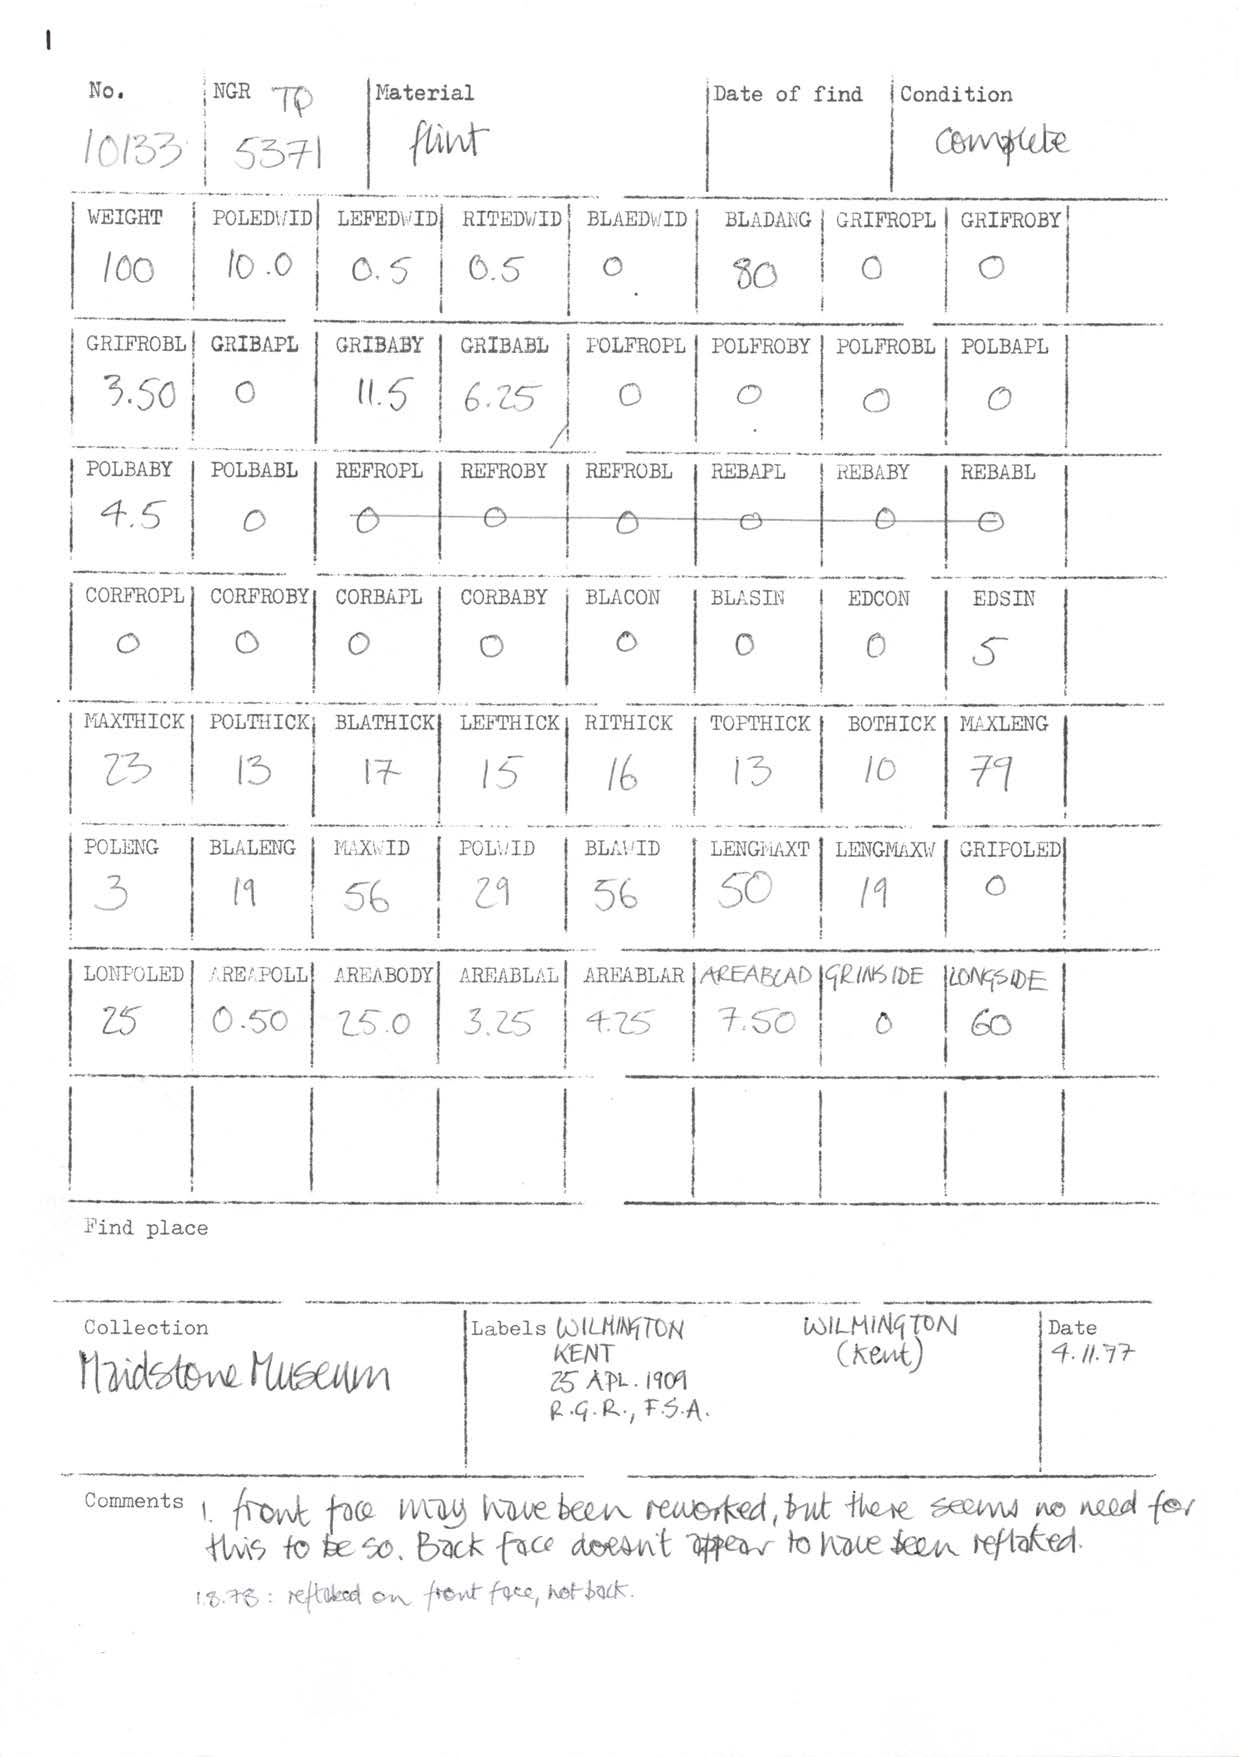 1
No. NGR TQ Material Date of find Condition
10133 5371 flint complete
WEIGHT POLEDWID LEFEDWID RITEDWID BLAEDWID BLADANG GRIFROPL GRIFROBY
100 10.0 0.5 0.5 0 80 0 0
GRIFROBL GRIBAPL GRIBABY GRIBABL POLFROPL POLFROBY POLFROBL POLBAPL
3.50 0 11.5 6.25 0 0 0 0
POLBABY POLBABL REFROPL REFROBY REFROBL REBAPL REBABY REBABL
4.5 0 0 0 0 0 0 0
CORFROPL CORFROBY CORBAPL CORBABY BLACON BLASIN EDCON EDSIN
0 0 0 0 0 0 0 5
MAXTHICK POLTHICK BLATHICK LEFTHICK RITHICK TOPTHICK BOTHICK MAXLENG
23 13 17 15 16 13 10 79
POLENG BLALENG MAXWID POLWID BLAWID LENGMAXT LENGMAXW GRIPOLED
3 19 56 29 56 50 19 0
LONPOLED AREAPOLL AREABODY AREABLAL AREABLAR AREABLAD GRINSIDE LONGSIDE
25 0.50 25.0 3.25 4.25 7.50 0 60
Find place
Collection Labels WILMINGTON WILMINGTON Date
Maidstone Museum KENT (Kent) 4.11.77
25 APL. 1909
R.G.R., F.S.A.
Comments 1. front face may have been reworked, but there seems no need for
this to be so. Back face doesn't appear to have been reflaked.
1.8.78: reflaked on front face, not back.